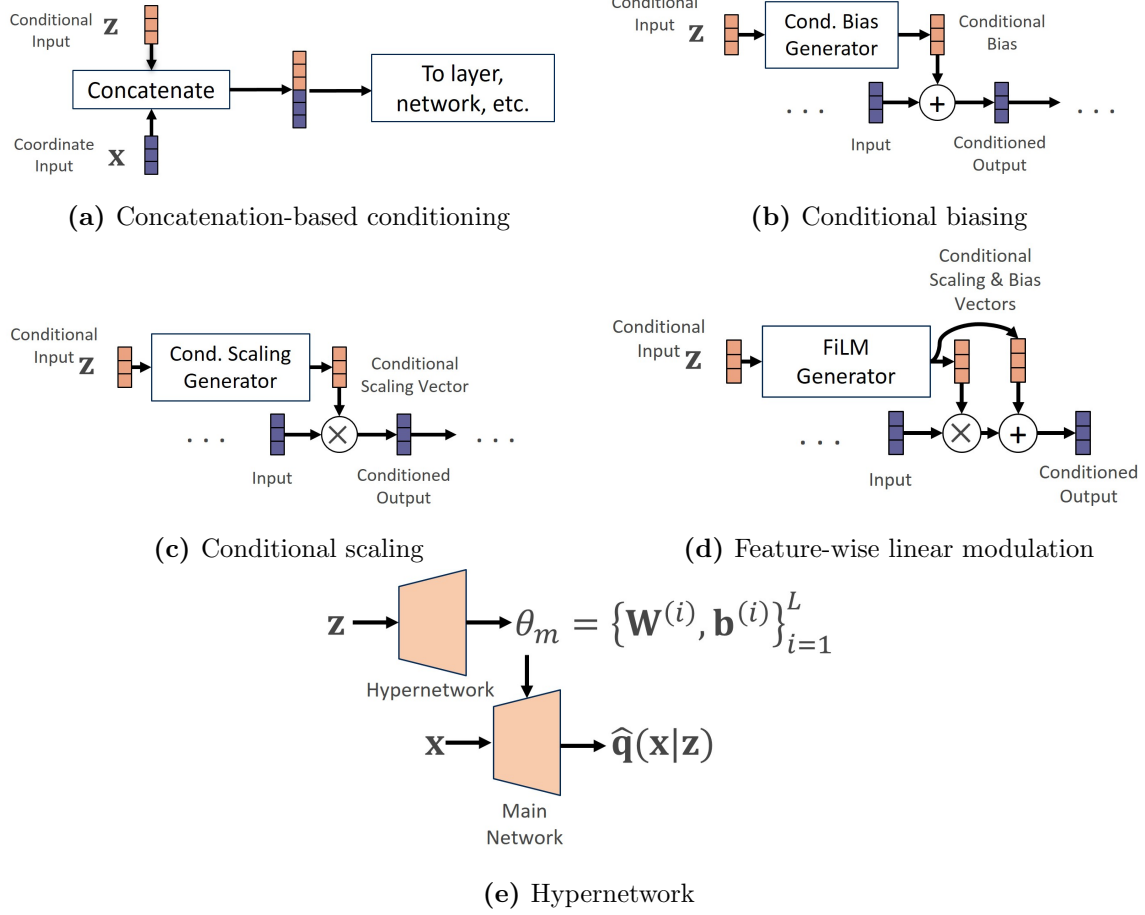 Conditional
Input
z
Concatenate
To layer,
network, etc.
Coordinate
Input
x
(a) Concatenation-based conditioning
Conditional
Input
z
Cond. Bias
Generator
Conditional
Bias
. . .
+
. . .
Input
Conditioned
Output
(b) Conditional biasing
Conditional
Input
z
Cond. Scaling
Generator
Conditional
Scaling Vector
. . .
×
. . .
Input
Conditioned
Output
(c) Conditional scaling
Conditional
Scaling & Bias
Vectors
Conditional
Input
z
FiLM
Generator
. . .
×
+
Input
Conditioned
Output
(d) Feature-wise linear modulation
z
θₘ = {𝐖⁽ⁱ⁾, 𝐛⁽ⁱ⁾}ᴸᵢ₌₁
Hypernetwork
x
q̂(x|z)
Main
Network
(e) Hypernetwork